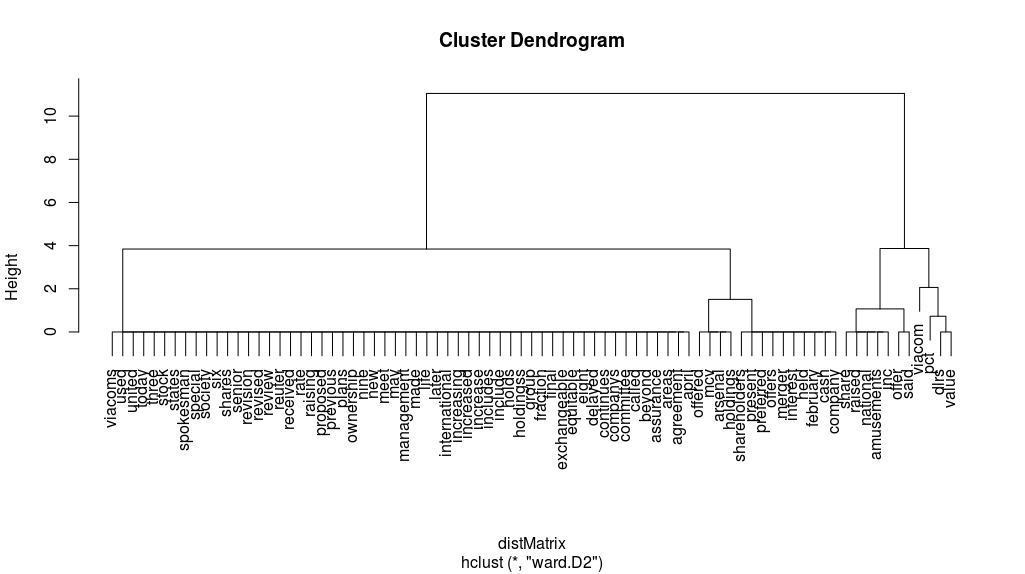 Cluster Dendrogram
Height
0
2
4
6
8
10
viacoms
used
united
today
three
stock
states
spokesman
special
society
six
shares
senior
revsion
revised
review
reuter
received
rate
raising
proposed
previous
plans
ownership
nine
new
meet
may
management
made
life
later
international
increasing
increased
increase
includes
include
holds
holdingsr
group
fraction
final
exchangeable
equitable
eight
delayed
continues
companys
committee
called
beyond
assurance
areas
agreement
april
offered
mcv
arsenal
holdings
shareholders
present
preferred
offers
merger
interest
held
february
cash
company
share
raised
national
amusements
inc
offer
said
viacom
pct
dlrs
value
distMatrix
hclust (*, "ward.D2")